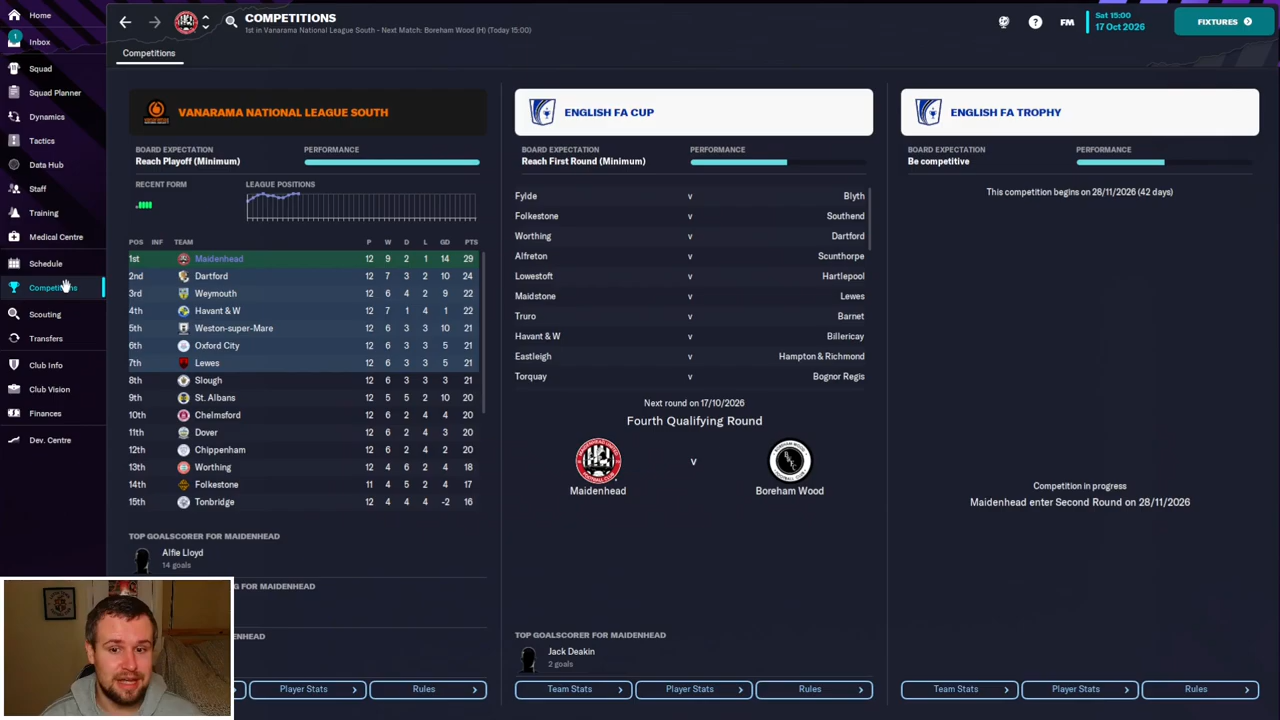 Home
1
Inbox
Squad
Squad Planner
Dynamics
Tactics
Data Hub
Staff
Training
Medical Centre
Schedule
Scouting
Transfers
Club Info
Club Vision
Finances
Dev. Centre
COMPETITIONS
1st in Vanarama National League South - Next Match: Boreham Wood (H) (Today 15:00)
FM
Sat 15:00
17 Oct 2026
FIXTURES
Competitions
VANARAMA NATIONAL LEAGUE SOUTH
BOARD EXPECTATION PERFORMANCE
Reach Playoff (Minimum)
RECENT FORM LEAGUE POSITIONS
POS INF TEAM P W D L GD PTS
1st Maidenhead 12 9 2 1 14 29
2nd Dartford 12 7 3 2 10 24
3rd Weymouth 12 6 4 2 9 22
4th Havant & W 12 7 1 4 1 22
5th Weston-super-Mare 12 6 3 3 10 21
6th Oxford City 12 6 3 3 5 21
7th Lewes 12 6 3 3 5 21
8th Slough 12 6 3 3 3 21
9th St. Albans 12 5 5 2 10 20
10th Chelmsford 12 6 2 4 4 20
11th Dover 12 6 2 4 3 20
12th Chippenham 12 6 2 4 2 20
13th Worthing 12 4 6 2 4 18
14th Folkestone 11 4 5 2 4 17
15th Tonbridge 12 4 4 4 -2 16
TOP GOALSCORER FOR MAIDENHEAD
Alfie Lloyd
14 goals
FOR MAIDENHEAD
Player Stats
Rules
ENGLISH FA CUP
BOARD EXPECTATION PERFORMANCE
Reach First Round (Minimum)
Fylde v Blyth
Folkestone v Southend
Worthing v Dartford
Alfreton v Scunthorpe
Lowestoft v Hartlepool
Maidstone v Lewes
Truro v Barnet
Havant & W v Billericay
Eastleigh v Hampton & Richmond
Torquay v Bognor Regis
Next round on 17/10/2026
Fourth Qualifying Round
v
Maidenhead Boreham Wood
TOP GOALSCORER FOR MAIDENHEAD
Jack Deakin
2 goals
Team Stats
Player Stats
Rules
ENGLISH FA TROPHY
BOARD EXPECTATION PERFORMANCE
Be competitive
This competition begins on 28/11/2026 (42 days)
Competition in progress
Maidenhead enter Second Round on 28/11/2026
Team Stats
Player Stats
Rules